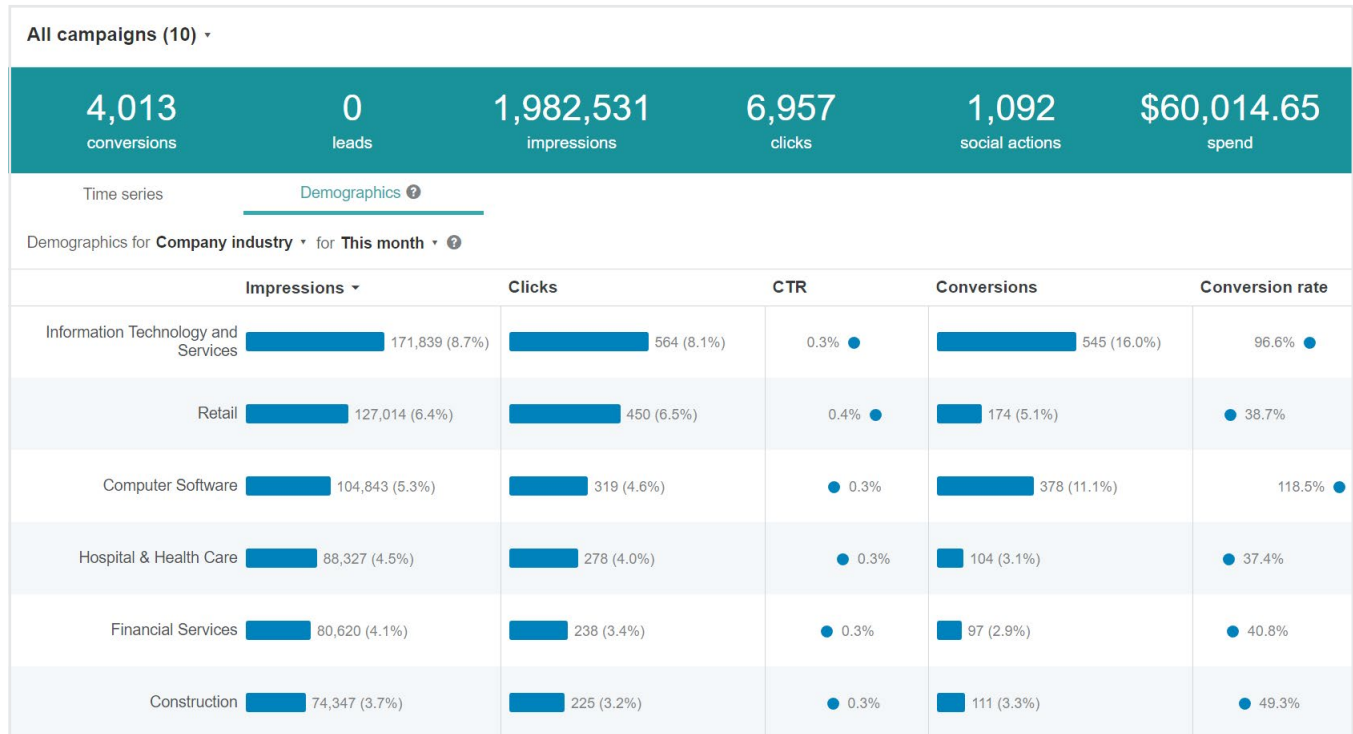 All campaigns (10)
4,013 0 1,982,531 6,957 1,092 $60,014.65
conversions leads impressions clicks social actions spend
Time series Demographics ?
Demographics for Company industry for This month ?
Impressions Clicks CTR Conversions Conversion rate
Information Technology and
Services 171,839 (8.7%) 564 (8.1%) 0.3% 545 (16.0%) 96.6%
Retail 127,014 (6.4%) 450 (6.5%) 0.4% 174 (5.1%) 38.7%
Computer Software 104,843 (5.3%) 319 (4.6%) 0.3% 378 (11.1%) 118.5%
Hospital & Health Care 88,327 (4.5%) 278 (4.0%) 0.3% 104 (3.1%) 37.4%
Financial Services 80,620 (4.1%) 238 (3.4%) 0.3% 97 (2.9%) 40.8%
Construction 74,347 (3.7%) 225 (3.2%) 0.3% 111 (3.3%) 49.3%